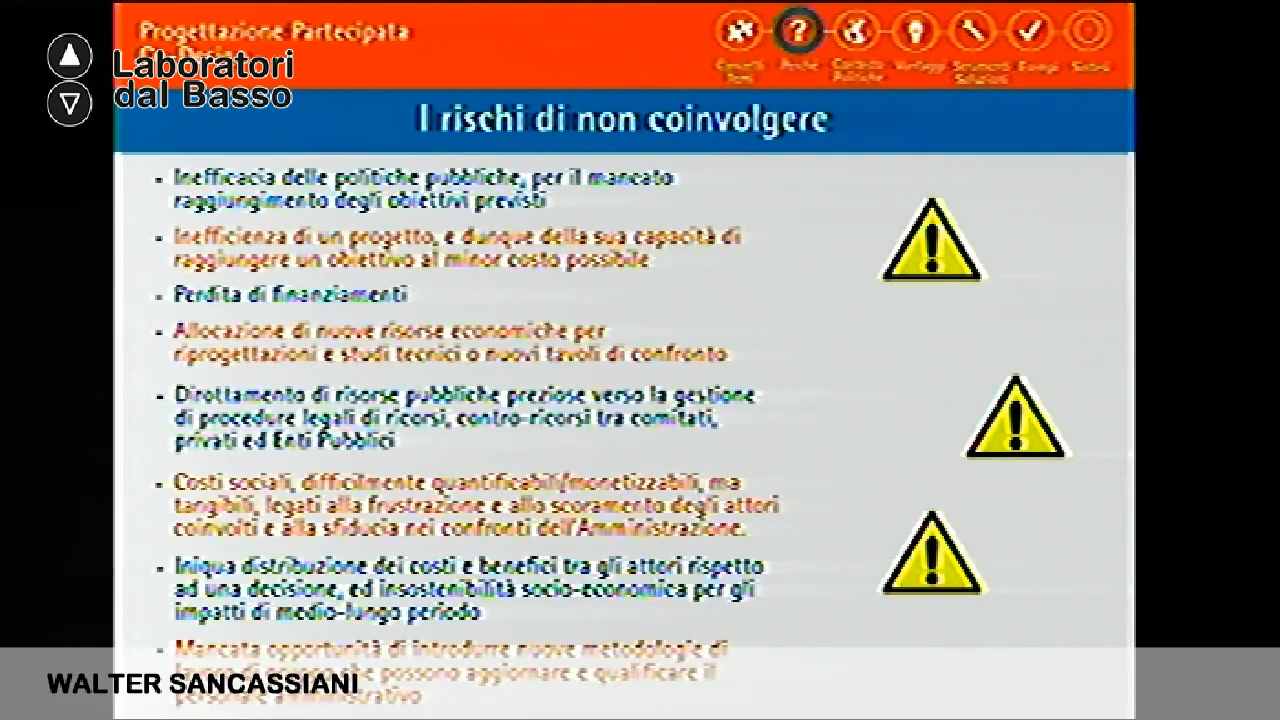 Progettazione Partecipata
Laboratori
dal Basso
Perché
Vantaggi
Strumenti
Esempi
I rischi di non coinvolgere
• Inefficacia delle politiche pubbliche, per il mancato
raggiungimento degli obiettivi previsti
• Inefficienza di un progetto, e dunque della sua capacità di
raggiungere un obiettivo al minor costo possibile
• Perdita di finanziamenti
• Allocazione di nuove risorse economiche per
riprogettazioni e studi tecnici o nuovi tavoli di confronto
• Dirottamento di risorse pubbliche preziose verso la gestione
di procedure legali di ricorsi, contro-ricorsi tra comitati,
privati ed Enti Pubblici
• Costi sociali, difficilmente quantificabili/monetizzabili, ma
tangibili, legati alla frustrazione e allo scoramento degli attori
coinvolti e alla sfiducia nei confronti dell'Amministrazione.
• Iniqua distribuzione dei costi e benefici tra gli attori rispetto
ad una decisione, ed insostenibilità socio-economica per gli
impatti di medio-lungo periodo
• Mancata opportunità di introdurre nuove metodologie di
che possono aggiornare e qualificare il
WALTER SANCASSIANI